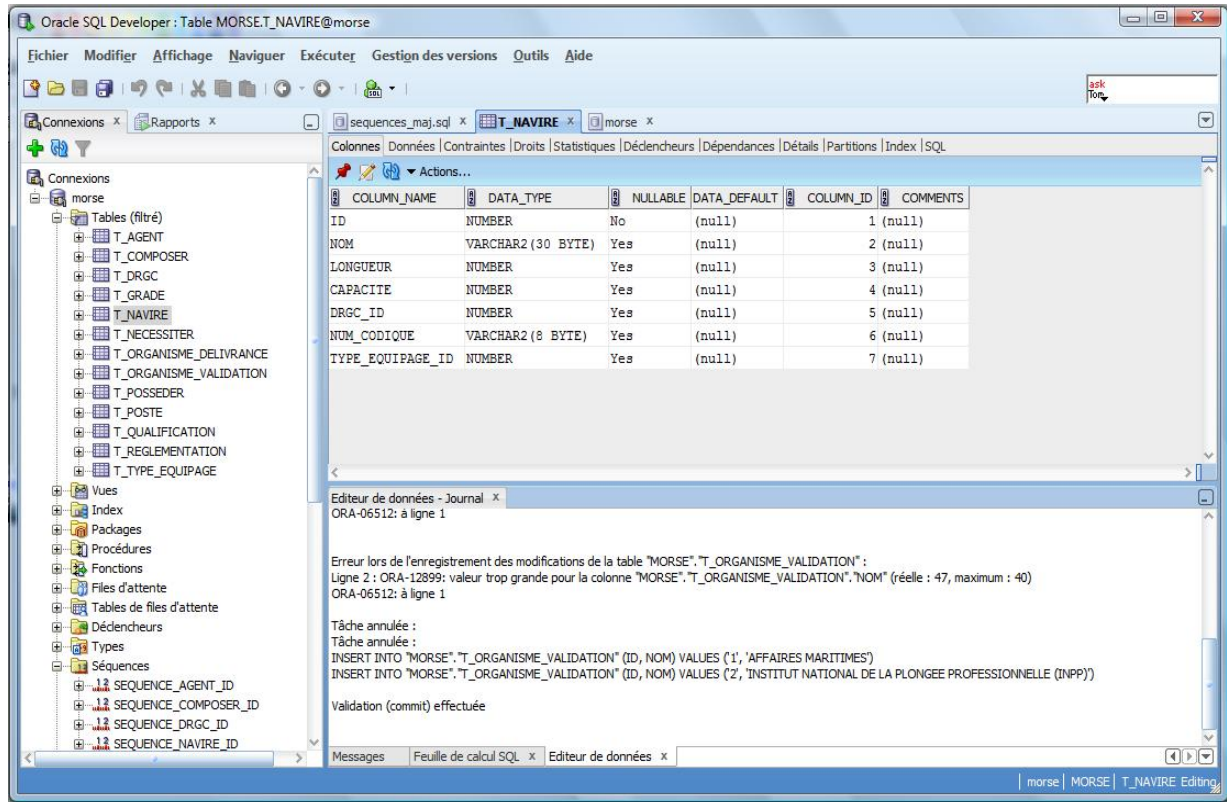 Oracle SQL Developer : Table MORSE.T_NAVIRE@morse
Fichier Modifier Affichage Naviguer Exécuter Gestion des versions Outils Aide
ask
Tom
Connexions x Rapports x
sequences_maj.sql x T_NAVIRE x morse x
Colonnes Données Contraintes Droits Statistiques Déclencheurs Dépendances Détails Partitions Index SQL
Actions...
Connexions
morse
Tables (filtré)
T_AGENT
T_COMPOSER
T_DRGC
T_GRADE
T_NAVIRE
T_NECESSITER
T_ORGANISME_DELIVRANCE
T_ORGANISME_VALIDATION
T_POSSEDER
T_POSTE
T_QUALIFICATION
T_REGLEMENTATION
T_TYPE_EQUIPAGE
Vues
Index
Packages
Procédures
Fonctions
Files d'attente
Tables de files d'attente
Déclencheurs
Types
Séquences
SEQUENCE_AGENT_ID
SEQUENCE_COMPOSER_ID
SEQUENCE_DRGC_ID
SEQUENCE_NAVIRE_ID
COLUMN_NAME DATA_TYPE NULLABLE DATA_DEFAULT COLUMN_ID COMMENTS
ID NUMBER No (null) 1 (null)
NOM VARCHAR2(30 BYTE) Yes (null) 2 (null)
LONGUEUR NUMBER Yes (null) 3 (null)
CAPACITE NUMBER Yes (null) 4 (null)
DRGC_ID NUMBER Yes (null) 5 (null)
NUM_CODIQUE VARCHAR2(8 BYTE) Yes (null) 6 (null)
TYPE_EQUIPAGE_ID NUMBER Yes (null) 7 (null)
Editeur de données - Journal x
ORA-06512: à ligne 1
Erreur lors de l'enregistrement des modifications de la table "MORSE"."T_ORGANISME_VALIDATION" :
Ligne 2 : ORA-12899: valeur trop grande pour la colonne "MORSE"."T_ORGANISME_VALIDATION"."NOM" (réelle : 47, maximum : 40)
ORA-06512: à ligne 1
Tâche annulée :
Tâche annulée :
INSERT INTO "MORSE"."T_ORGANISME_VALIDATION" (ID, NOM) VALUES ('1', 'AFFAIRES MARITIMES')
INSERT INTO "MORSE"."T_ORGANISME_VALIDATION" (ID, NOM) VALUES ('2', 'INSTITUT NATIONAL DE LA PLONGEE PROFESSIONNELLE (INPP)')
Validation (commit) effectuée
Messages Feuille de calcul SQL x Editeur de données x
morse MORSE T_NAVIRE Editing